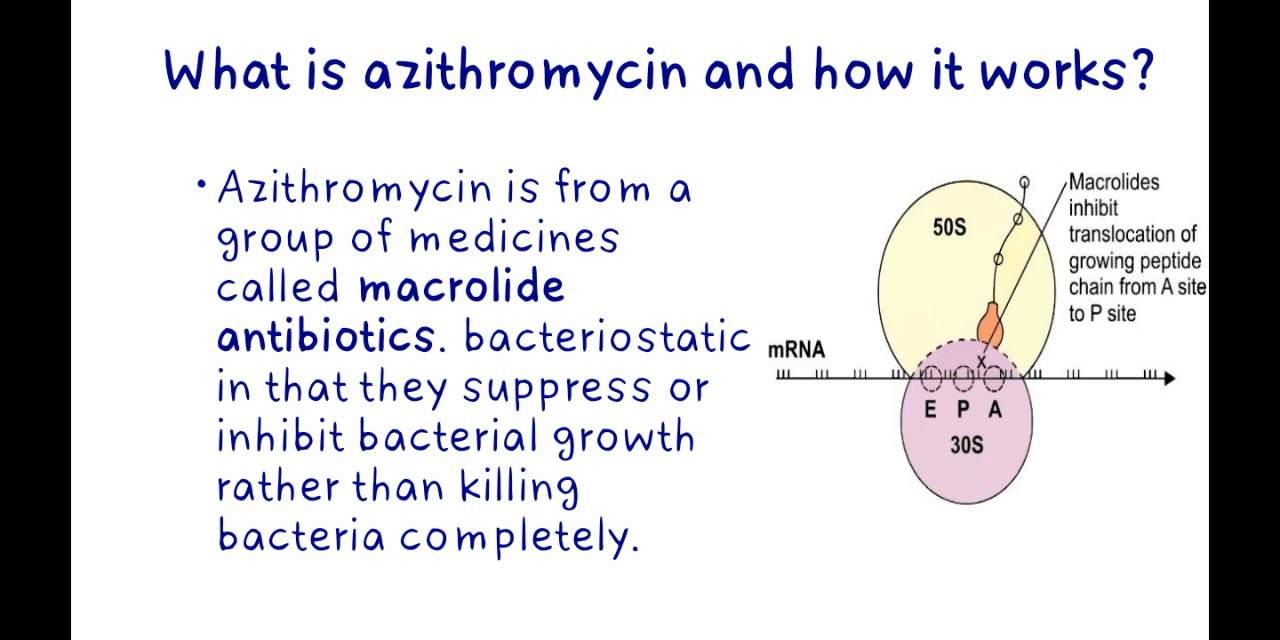 What is azithromycin and how it works?
• Azithromycin is from a
group of medicines
called macrolide
antibiotics. bacteriostatic
in that they suppress or
inhibit bacterial growth
rather than killing
bacteria completely.
Macrolides
inhibit
translocation of
growing peptide
chain from A site
to P site
50S
mRNA
x
E P A
30S